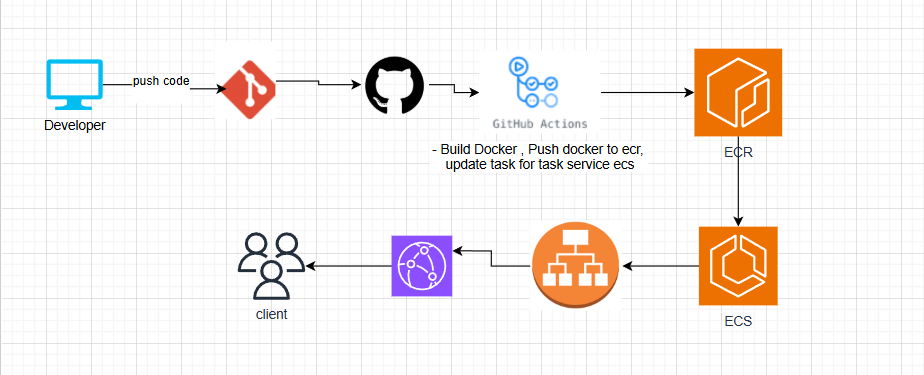 push code
Developer
GitHub Actions
- Build Docker , Push docker to ecr,
update task for task service ecs
ECR
client
ECS